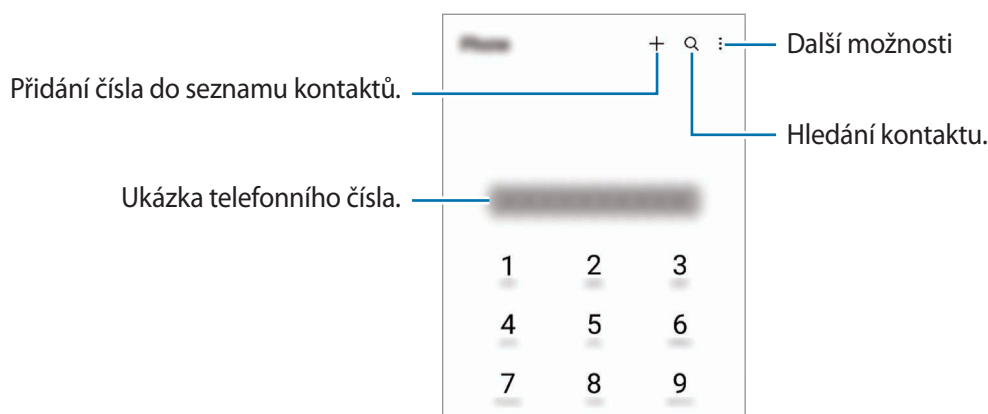 Další možnosti
Přidání čísla do seznamu kontaktů.
Hledání kontaktu.
Ukázka telefonního čísla.
1 2 3
4 5 6
7 8 9